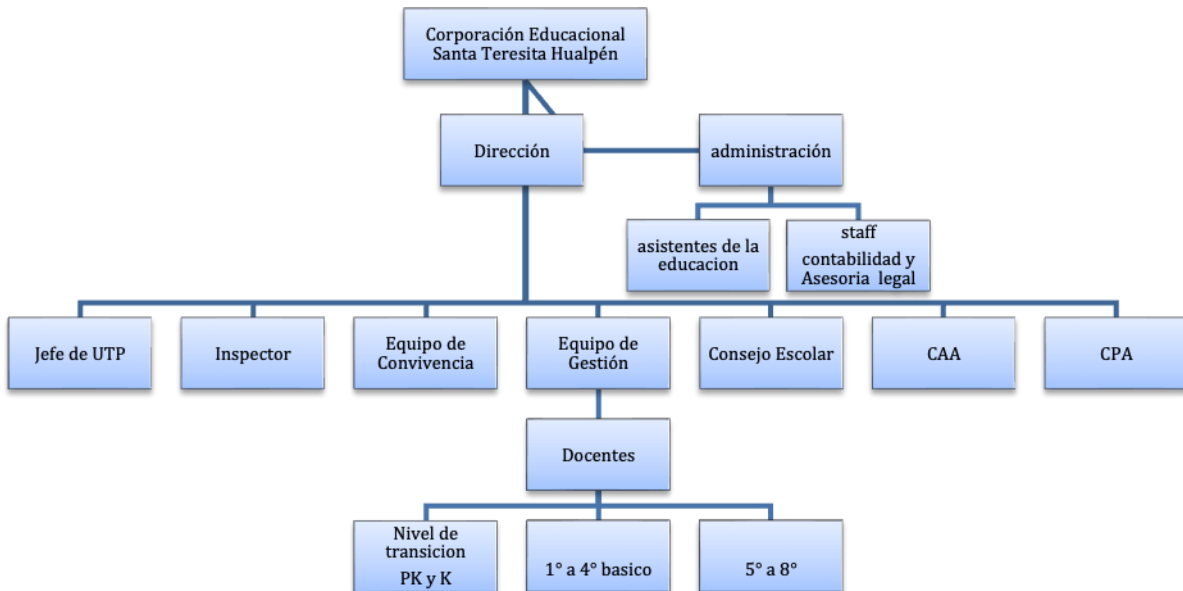 Corporación Educacional
Santa Teresita Hualpén
Dirección
administración
asistentes de la
educacion
staff
contabilidad y
Asesoria legal
Jefe de UTP
Inspector
Equipo de
Convivencia
Equipo de
Gestión
Consejo Escolar
CAA
CPA
Docentes
Nivel de
transicion
PK y K
1° a 4° basico
5° a 8°